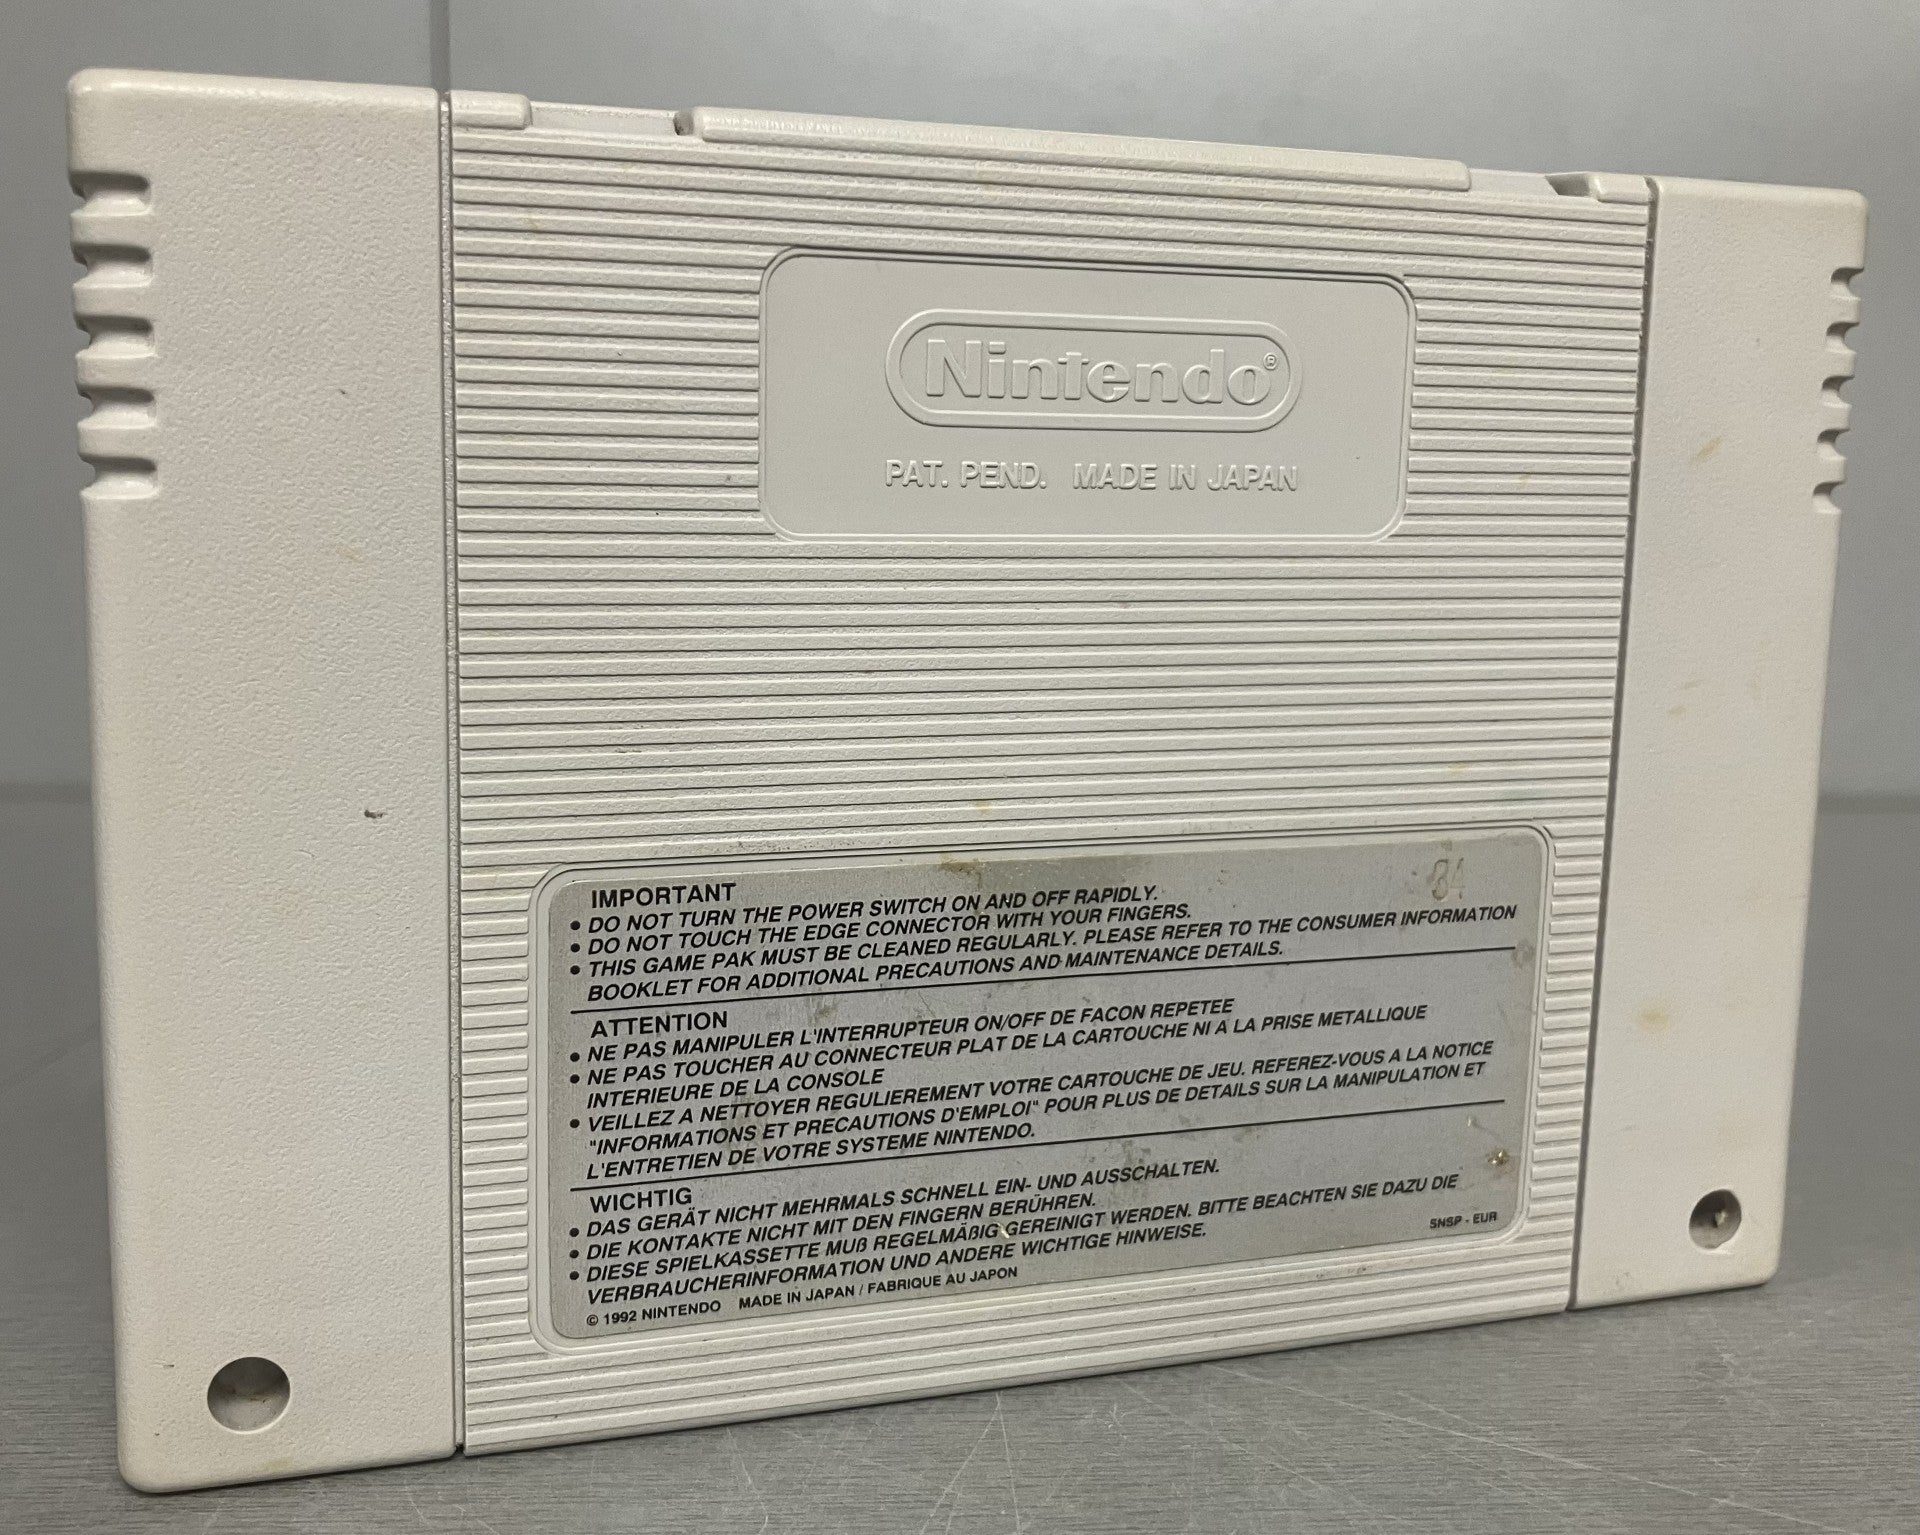 Nintendo®
PAT. PEND. MADE IN JAPAN
84
IMPORTANT
• DO NOT TURN THE POWER SWITCH ON AND OFF RAPIDLY.
• DO NOT TOUCH THE EDGE CONNECTOR WITH YOUR FINGERS.
• THIS GAME PAK MUST BE CLEANED REGULARLY. PLEASE REFER TO THE CONSUMER INFORMATION
BOOKLET FOR ADDITIONAL PRECAUTIONS AND MAINTENANCE DETAILS.
ATTENTION
• NE PAS MANIPULER L'INTERRUPTEUR ON/OFF DE FACON REPETEE
• NE PAS TOUCHER AU CONNECTEUR PLAT DE LA CARTOUCHE NI A LA PRISE METALLIQUE
INTERIEURE DE LA CONSOLE
• VEILLEZ A NETTOYER REGULIEREMENT VOTRE CARTOUCHE DE JEU. REFEREZ-VOUS A LA NOTICE
"INFORMATIONS ET PRECAUTIONS D'EMPLOI" POUR PLUS DE DETAILS SUR LA MANIPULATION ET
L'ENTRETIEN DE VOTRE SYSTEME NINTENDO.
WICHTIG
• DAS GERÄT NICHT MEHRMALS SCHNELL EIN- UND AUSSCHALTEN.
• DIE KONTAKTE NICHT MIT DEN FINGERN BERÜHREN.
• DIESE SPIELKASSETTE MUß REGELMÄßIG GEREINIGT WERDEN. BITTE BEACHTEN SIE DAZU DIE
VERBRAUCHERINFORMATION UND ANDERE WICHTIGE HINWEISE.
SNSP - EUR
© 1992 NINTENDO MADE IN JAPAN / FABRIQUE AU JAPON